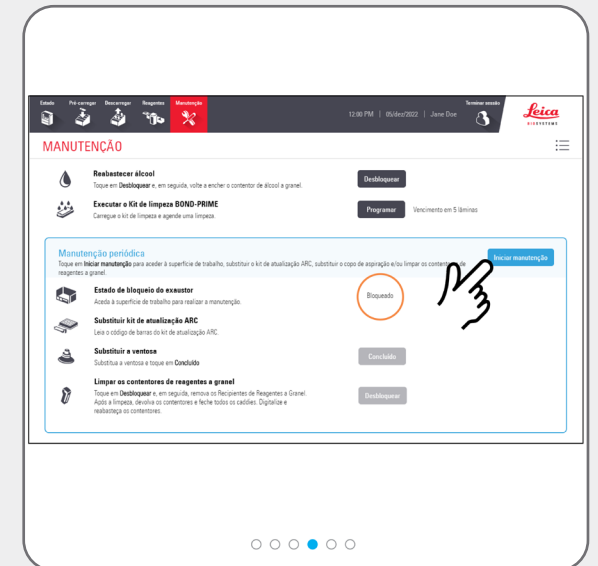 Estado Pré-carregar Descarregar Reagentes Manutenção
12:00 PM | 05/dez/2022 | Jane Doe
Terminar sessão
Leica
BIOSYSTEMS
MANUTENÇÃO
Reabastecer álcool
Toque em Desbloquear e, em seguida, volte a encher o contentor de álcool a granel.
Desbloquear
Executar o Kit de limpeza BOND-PRIME
Carregue o kit de limpeza e agende uma limpeza.
Programar
Vencimento em 5 lâminas
Manutenção periódica
Toque em Iniciar manutenção para aceder à superfície de trabalho, substituir o kit de atualização ARC, substituir o copo de aspiração e/ou limpar os contentores de
reagentes a granel.
Iniciar manutenção
Estado de bloqueio do exaustor
Aceda à superfície de trabalho para realizar a manutenção.
Bloqueado
Substituir kit de atualização ARC
Leia o código de barras do kit de atualização ARC.
Substituir a ventosa
Substitua a ventosa e toque em Concluído
Concluído
Limpar os contentores de reagentes a granel
Toque em Desbloquear e, em seguida, remova os Recipientes de Reagentes a Granel.
Após a limpeza, devolva os contentores e feche todos os caddies. Digitalize e
reabasteça os contentores.
Desbloquear